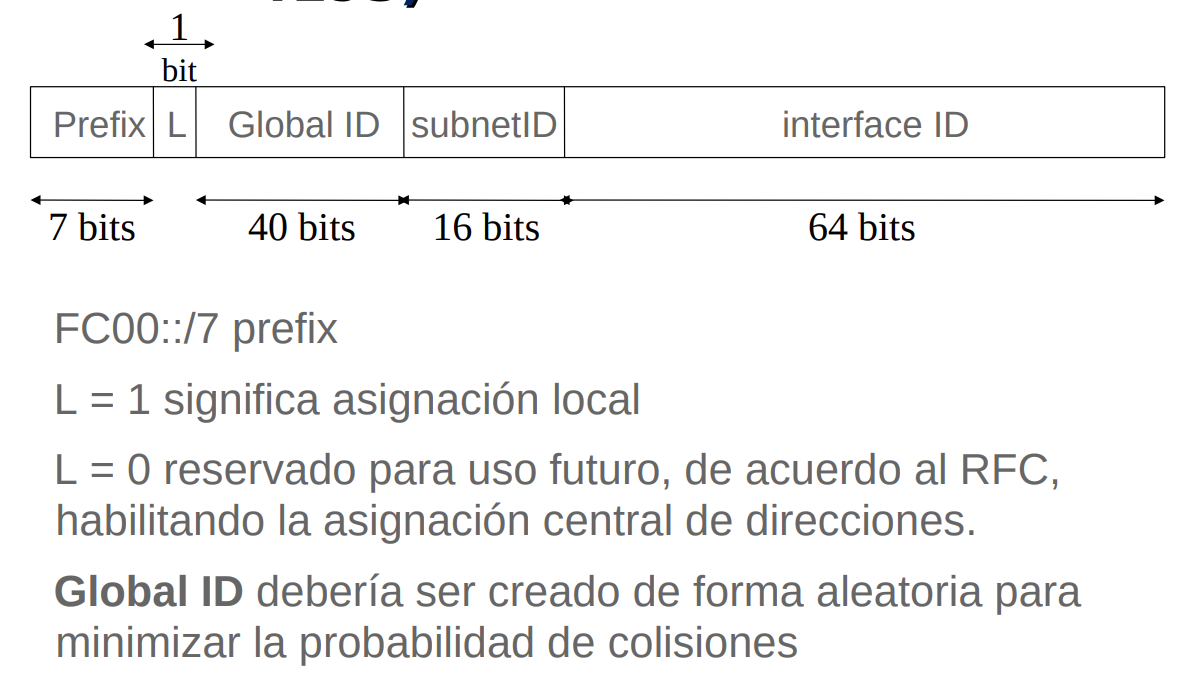 1
bit
Prefix L Global ID subnetID interface ID
7 bits 40 bits 16 bits 64 bits
FC00::/7 prefix
L = 1 significa asignación local
L = 0 reservado para uso futuro, de acuerdo al RFC,
habilitando la asignación central de direcciones.
Global ID debería ser creado de forma aleatoria para
minimizar la probabilidad de colisiones